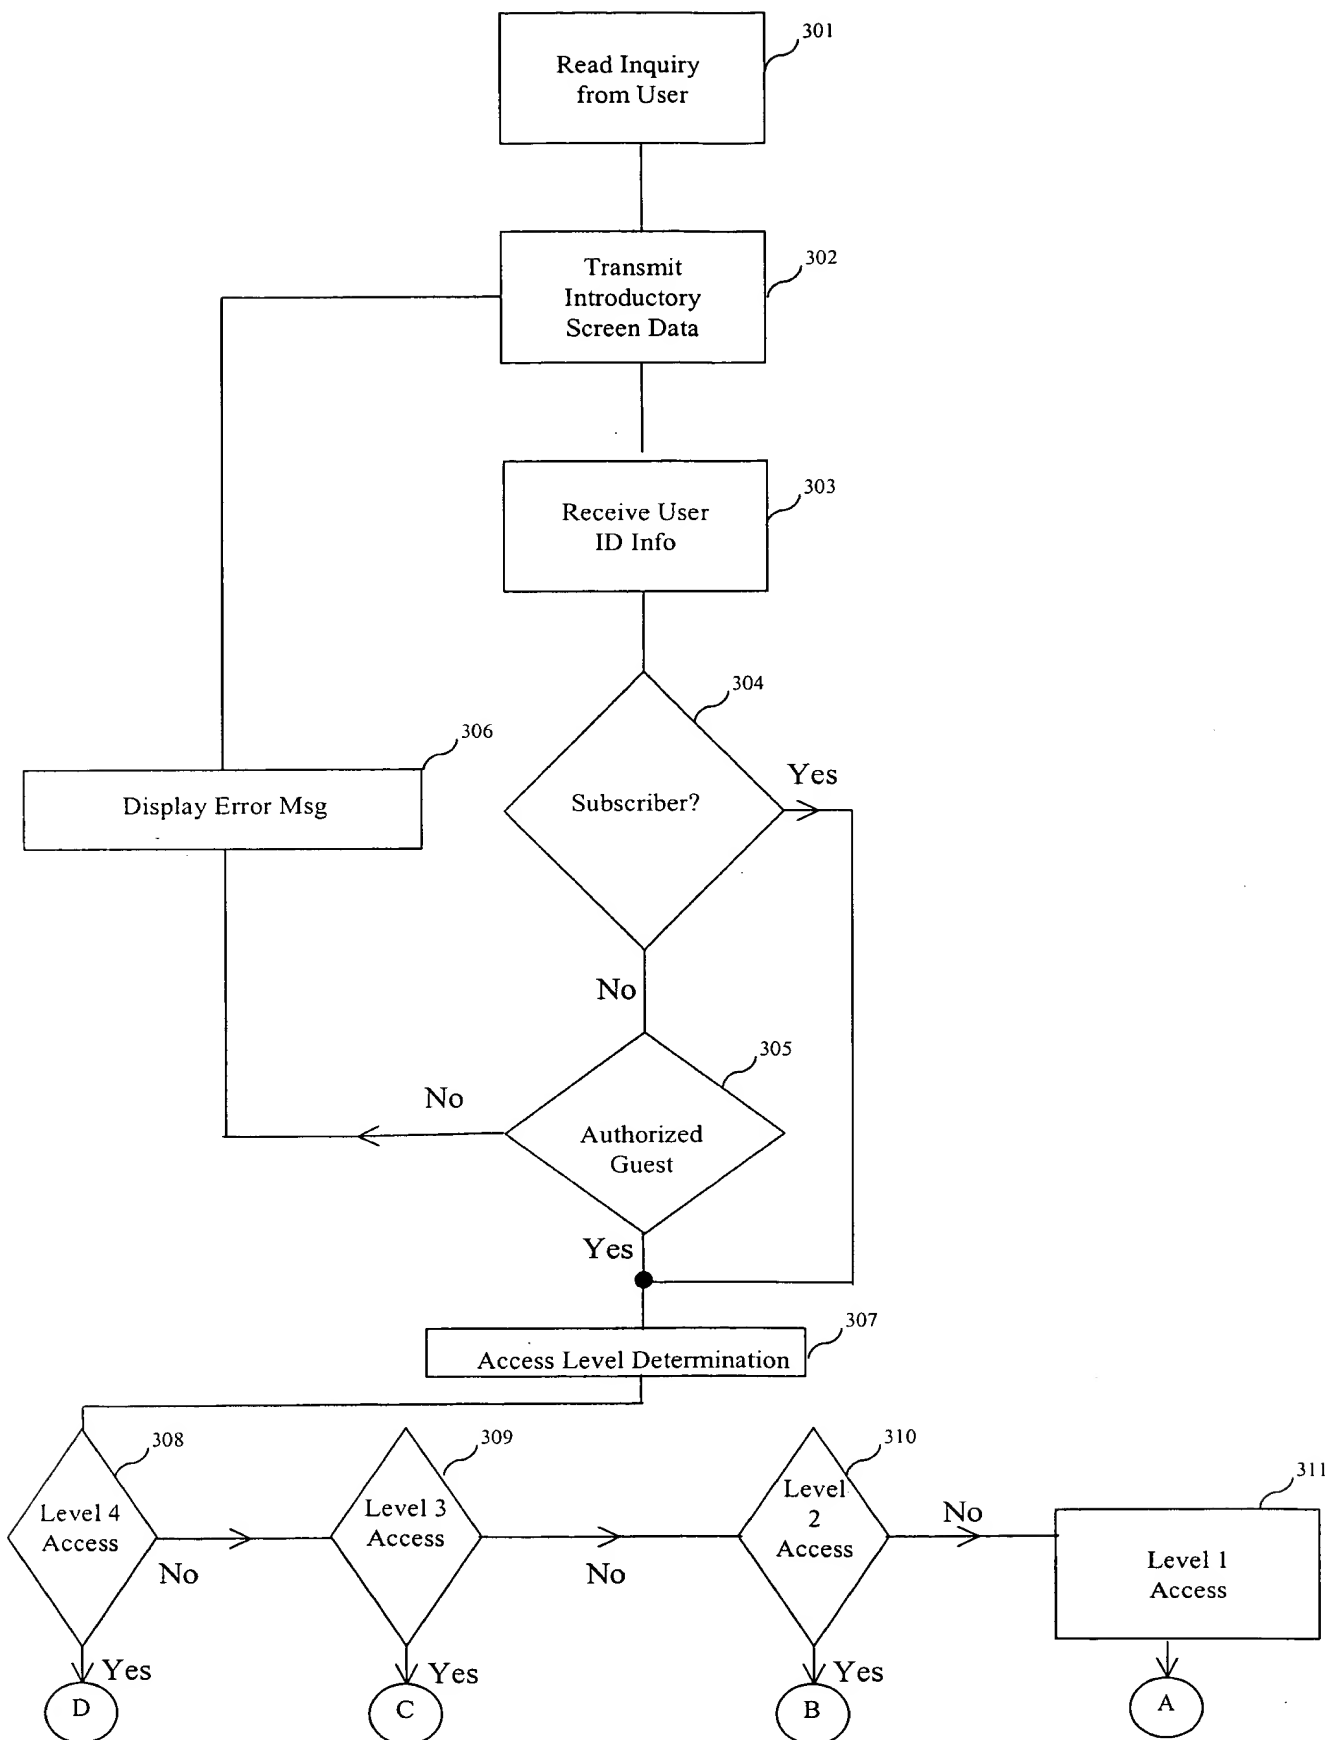 301
Read Inquiry
from User
302
Transmit
Introductory
Screen Data
303
Receive User
ID Info
304
Subscriber?
Yes
306
Display Error Msg
No
305
Authorized
Guest
No
Yes
307
Access Level Determination
308
Level 4
Access
No
Yes
D
309
Level 3
Access
No
Yes
C
310
Level
2
Access
No
Yes
B
311
Level 1
Access
A